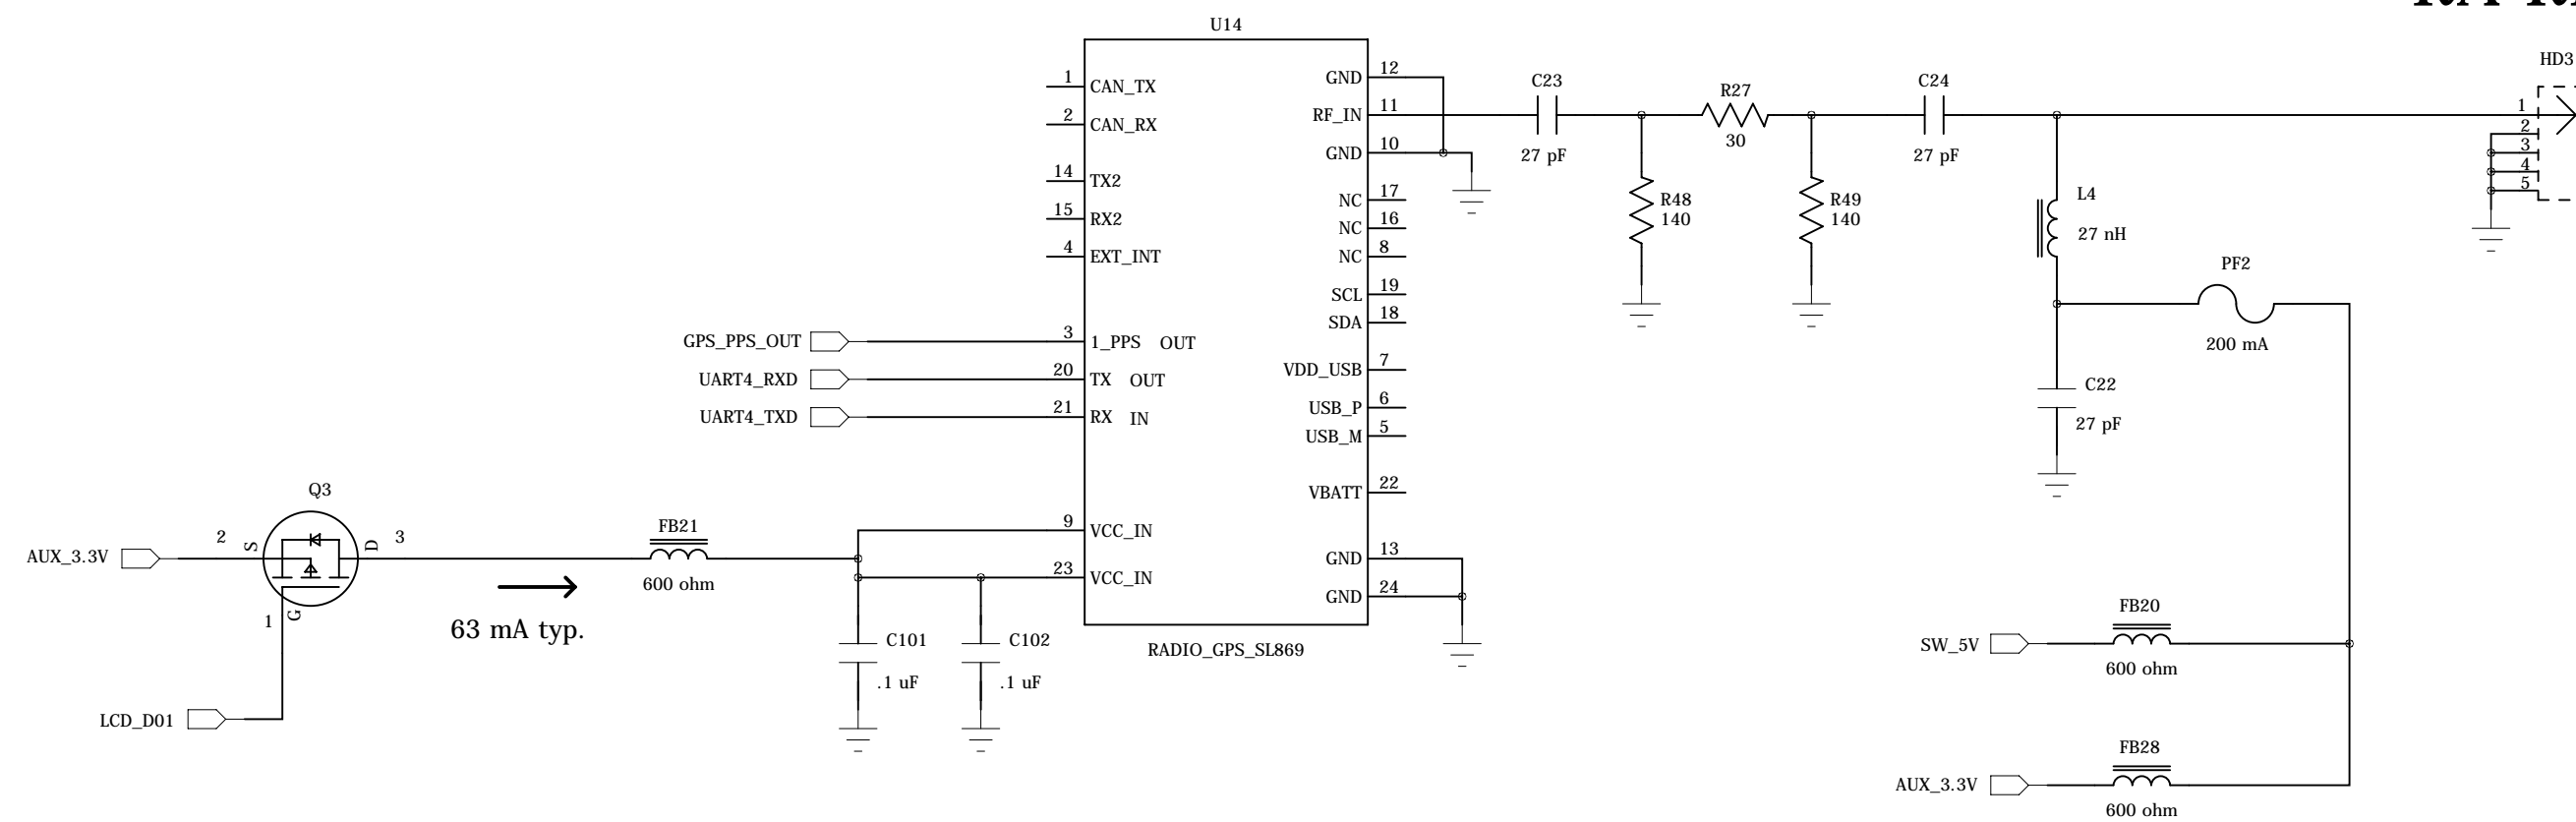 U14
HD3
1 CAN_TX
2 CAN_RX
14 TX2
15 RX2
4 EXT_INT
GPS_PPS_OUT 3 1_PPS OUT
UART4_RXD 20 TX OUT
UART4_TXD 21 RX IN
9 VCC_IN
23 VCC_IN
GND 12
RF_IN 11
GND 10
NC 17
NC 16
NC 8
SCL 19
SDA 18
VDD_USB 7
USB_P 6
USB_M 5
VBATT 22
GND 13
GND 24
RADIO_GPS_SL869
C23
27 pF
R27
30
C24
27 pF
R48
140
R49
140
L4
27 nH
PF2
200 mA
C22
27 pF
1
2
3
4
5
Q3
AUX_3.3V 2 S D 3
1 G
LCD_D01
63 mA typ.
FB21
600 ohm
C101
.1 uF
C102
.1 uF
FB20
SW_5V
600 ohm
FB28
AUX_3.3V
600 ohm